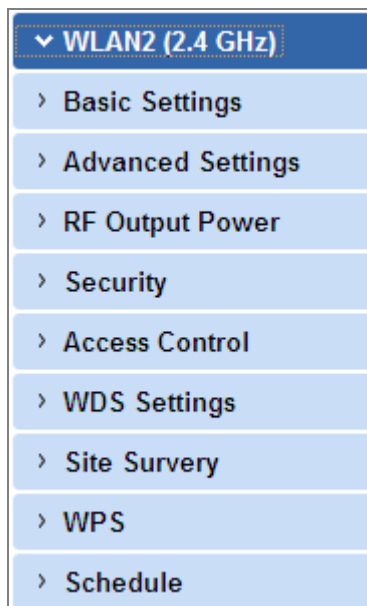 WLAN2 (2.4 GHz)
Basic Settings
Advanced Settings
RF Output Power
Security
Access Control
WDS Settings
Site Survery
WPS
Schedule